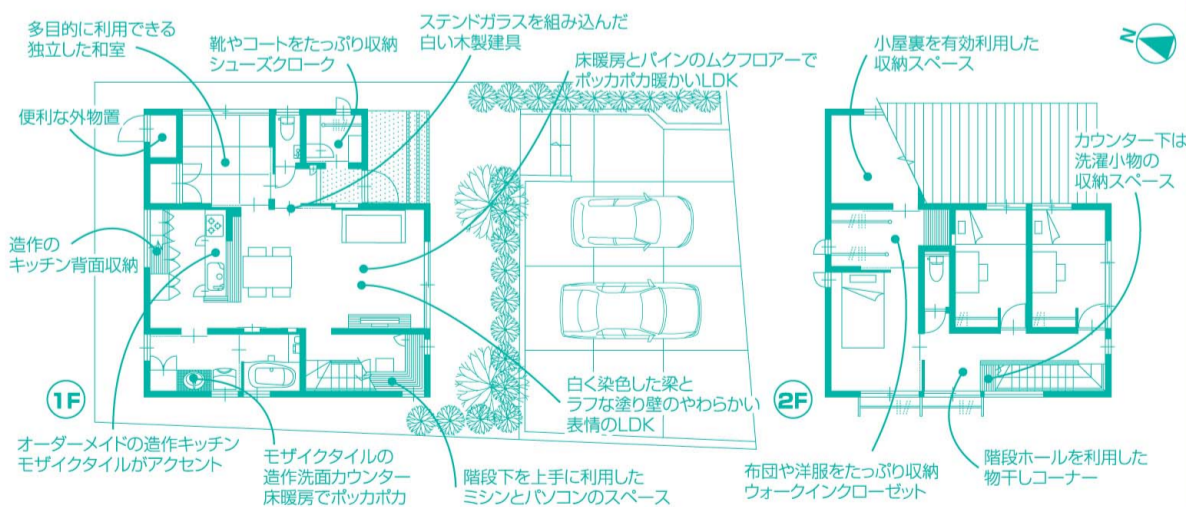 多目的に利用できる
独立した和室
靴やコートをたっぷり収納
シューズクローク
ステンドガラスを組み込んだ
白い木製建具
床暖房とパインのムクフロアーで
ポッカポカ暖かいLDK
小屋裏を有効利用した
収納スペース
N
便利な外物置
カウンター下は
洗濯小物の
収納スペース
造作の
キッチン背面収納
1F
2F
オーダーメイドの造作キッチン
モザイクタイルがアクセント
モザイクタイルの
造作洗面カウンター
床暖房でポッカポカ
階段下を上手に利用した
ミシンとパソコンのスペース
白く染色した梁と
ラフな塗り壁のやわらかい
表情のLDK
布団や洋服をたっぷり収納
ウォークインクローゼット
階段ホールを利用した
物干しコーナー